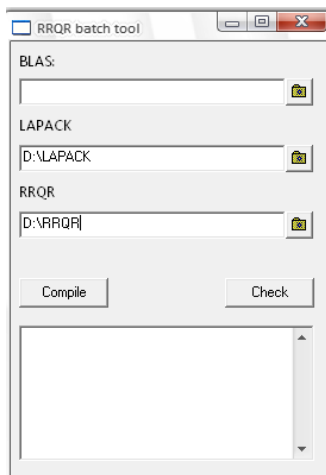 RRQR batch tool
BLAS:
LAPACK
D:\LAPACK
RRQR
D:\RRQR
Compile Check